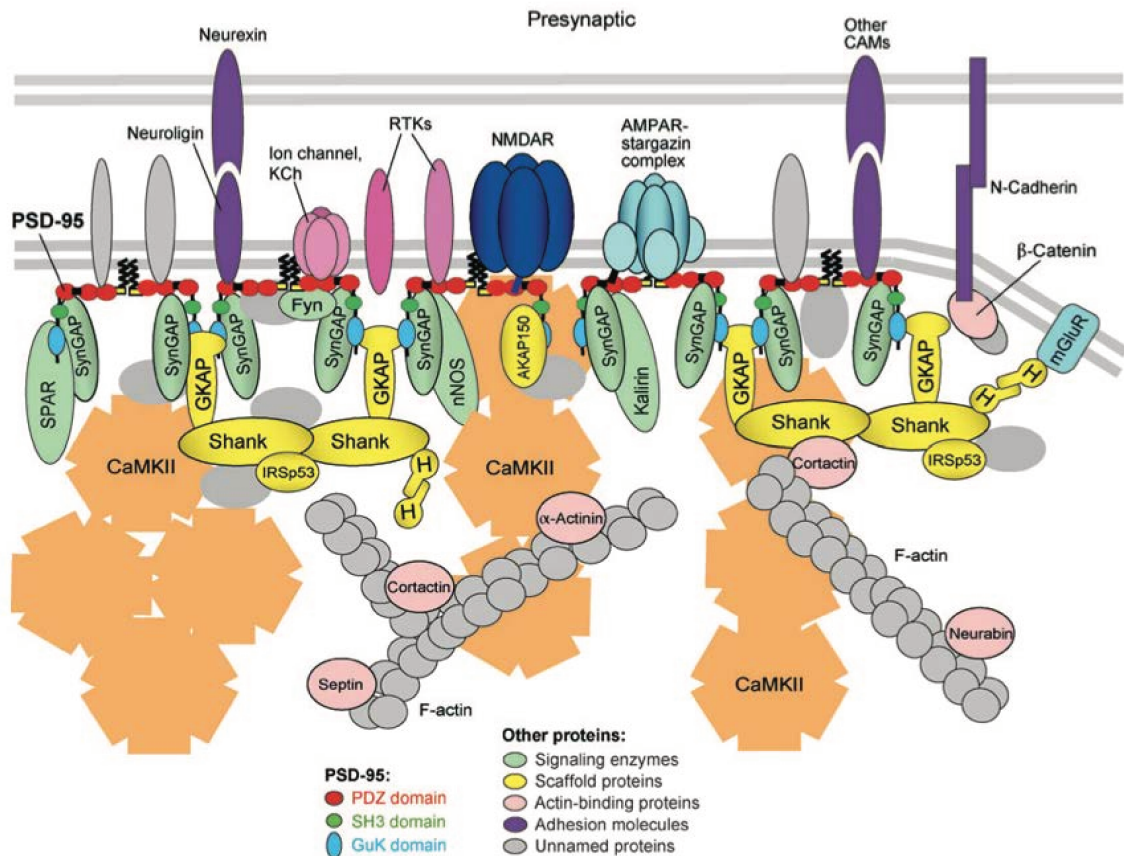 Presynaptic
Neurexin
Other
CAMs
Neuroligin
Ion channel,
KCh
RTKs
NMDAR
AMPAR-
stargazin
complex
N-Cadherin
PSD-95
β-Catenin
mGluR
Fyn
SPAR
SynGAP
SynGAP
SynGAP
SynGAP
SynGAP
SynGAP
SynGAP
SynGAP
SynGAP
GKAP
GKAP
GKAP
GKAP
nNOS
AKAP150
Kalirin
H
H
Shank
Shank
Shank
Shank
IRSp53
IRSp53
CaMKII
CaMKII
Cortactin
H
H
α-Actinin
F-actin
Cortactin
Neurabin
Septin
CaMKII
F-actin
PSD-95:
PDZ domain
SH3 domain
GuK domain
Other proteins:
Signaling enzymes
Scaffold proteins
Actin-binding proteins
Adhesion molecules
Unnamed proteins